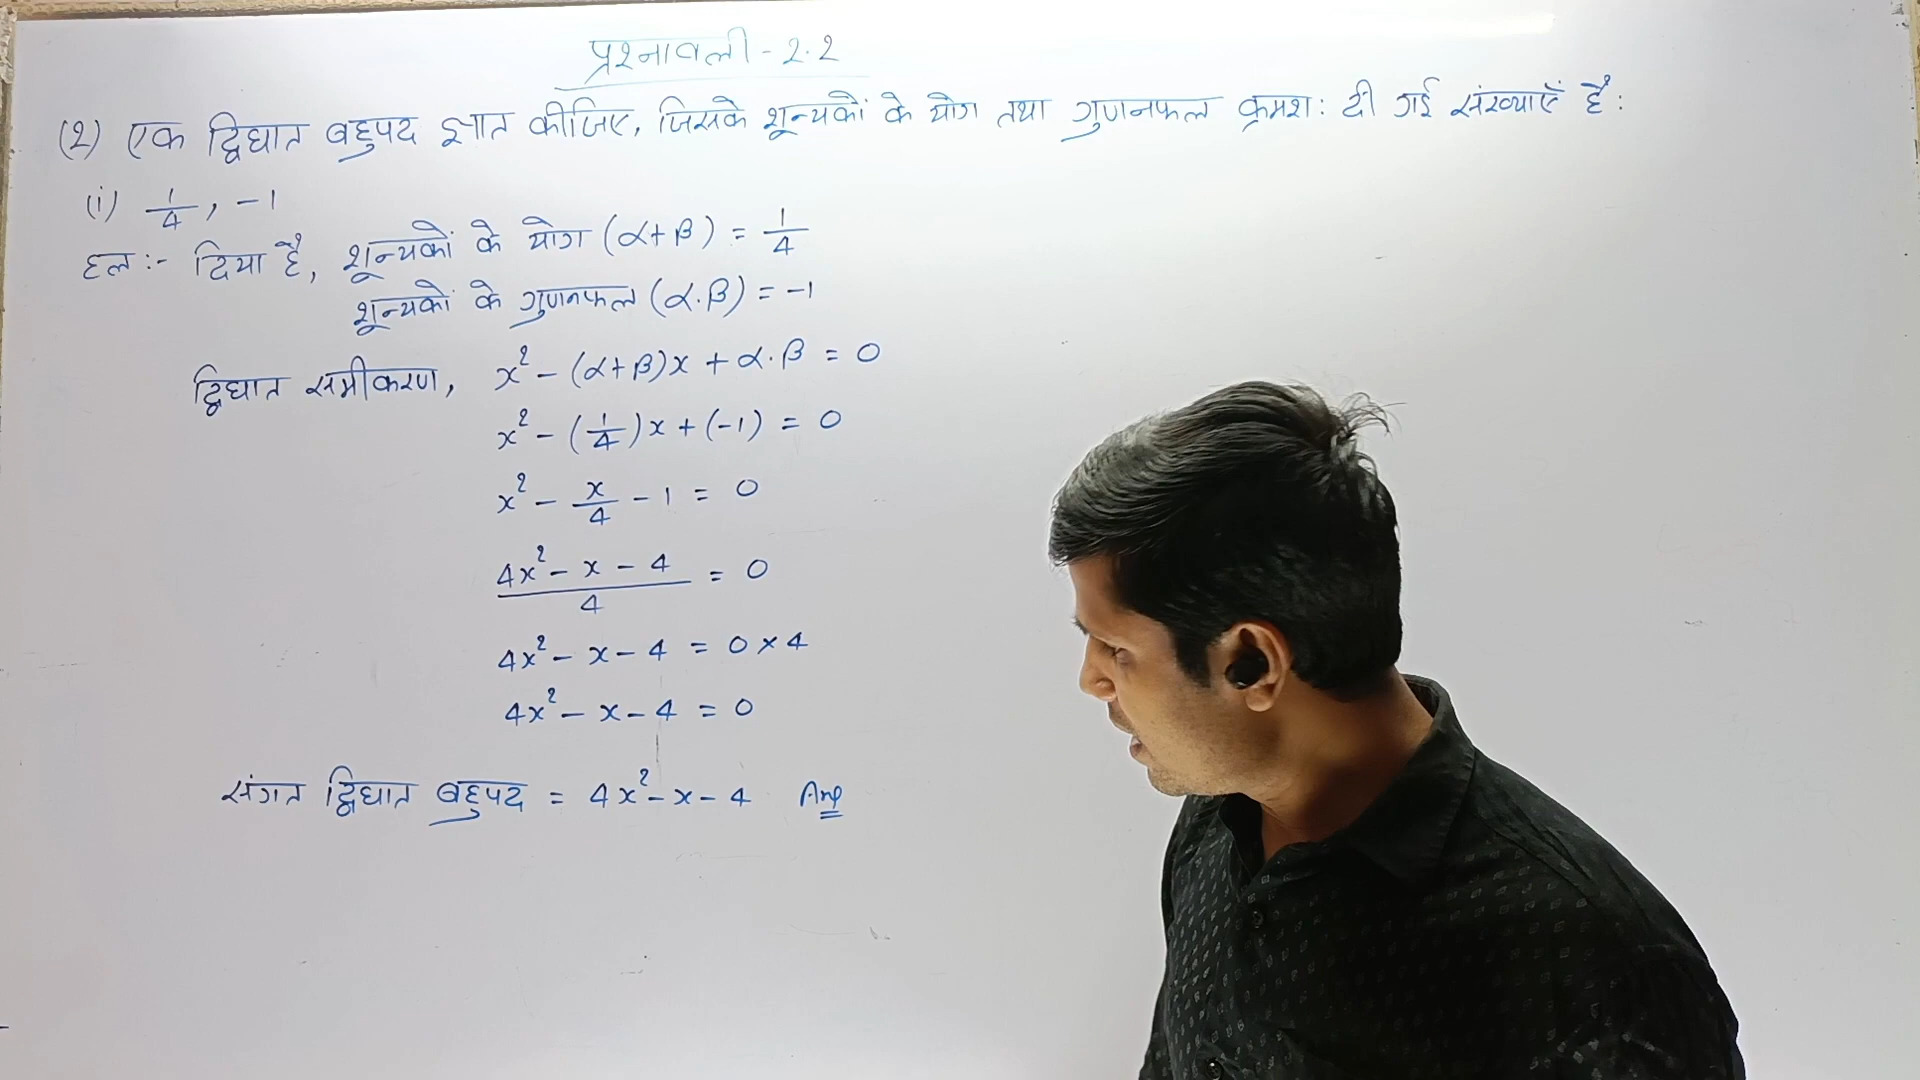 प्रश्नावली - 2.2
(2) एक द्विघात बहुपद ज्ञात कीजिए, जिसके शून्यकों के योग तथा गुणनफल क्रमश: दी गई संख्याएँ हैं:
(i) 1/4, -1
हल :- दिया है, शून्यकों के योग (α+β) = 1/4
शून्यकों के गुणनफल (α.β) = -1
द्विघात समीकरण, x² - (α+β)x + α.β = 0
x² - (1/4)x + (-1) = 0
x² - x/4 - 1 = 0
(4x² - x - 4)/4 = 0
4x² - x - 4 = 0 × 4
4x² - x - 4 = 0
संगत द्विघात बहुपद = 4x² - x - 4 Ans